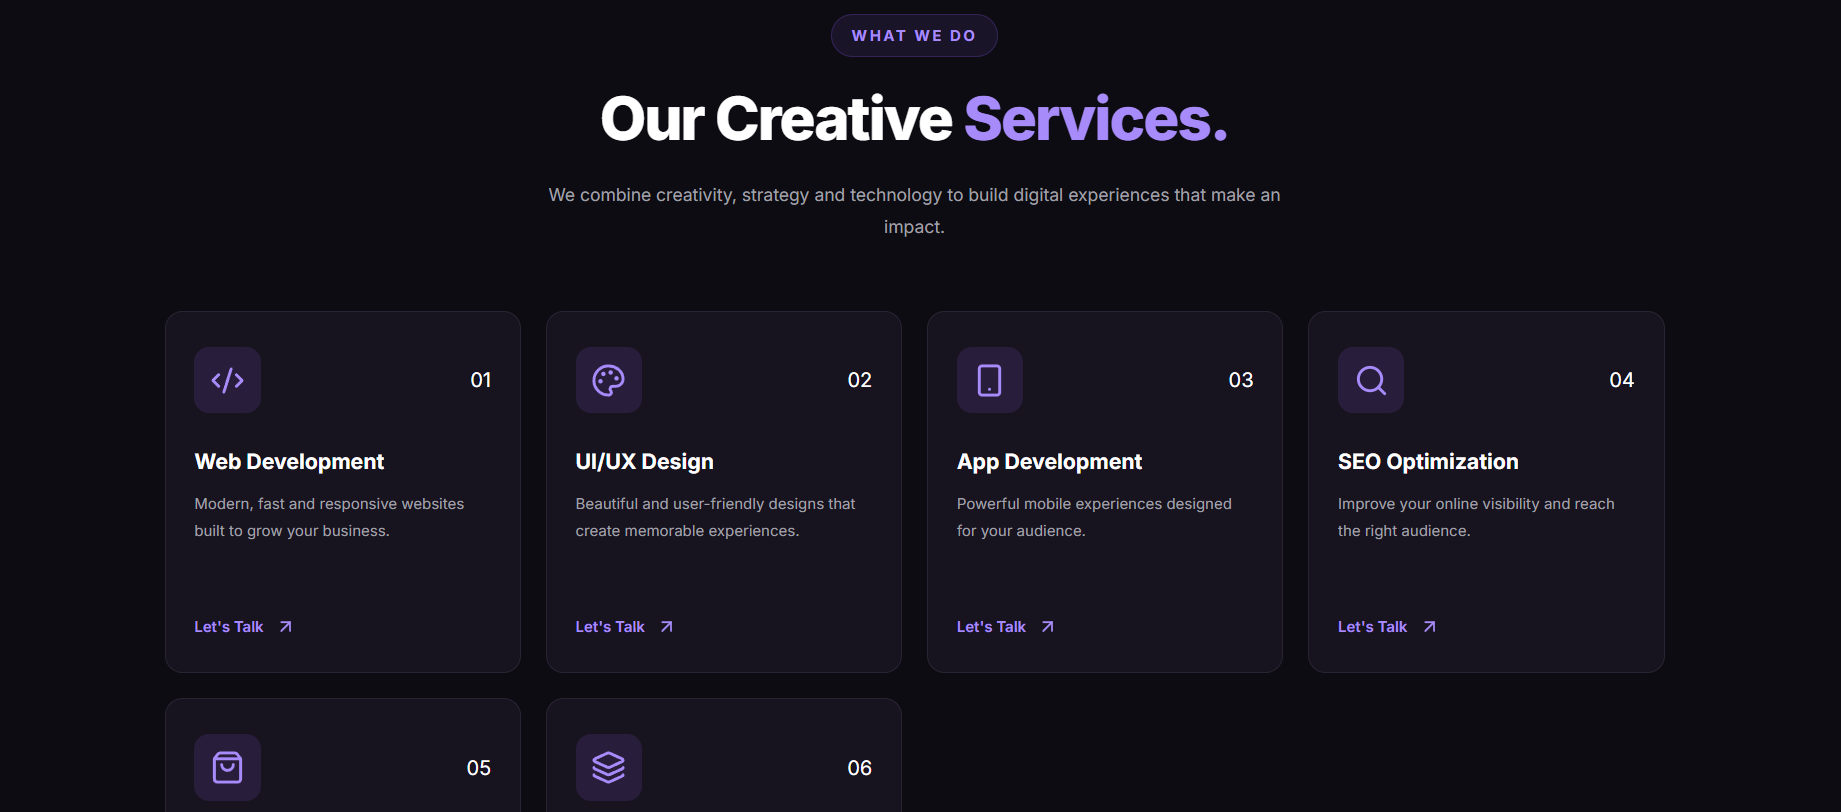 WHAT WE DO
Our Creative Services.
We combine creativity, strategy and technology to build digital experiences that make an
impact.
01
Web Development
Modern, fast and responsive websites
built to grow your business.
Let's Talk
02
UI/UX Design
Beautiful and user-friendly designs that
create memorable experiences.
Let's Talk
03
App Development
Powerful mobile experiences designed
for your audience.
Let's Talk
04
SEO Optimization
Improve your online visibility and reach
the right audience.
Let's Talk
05
06